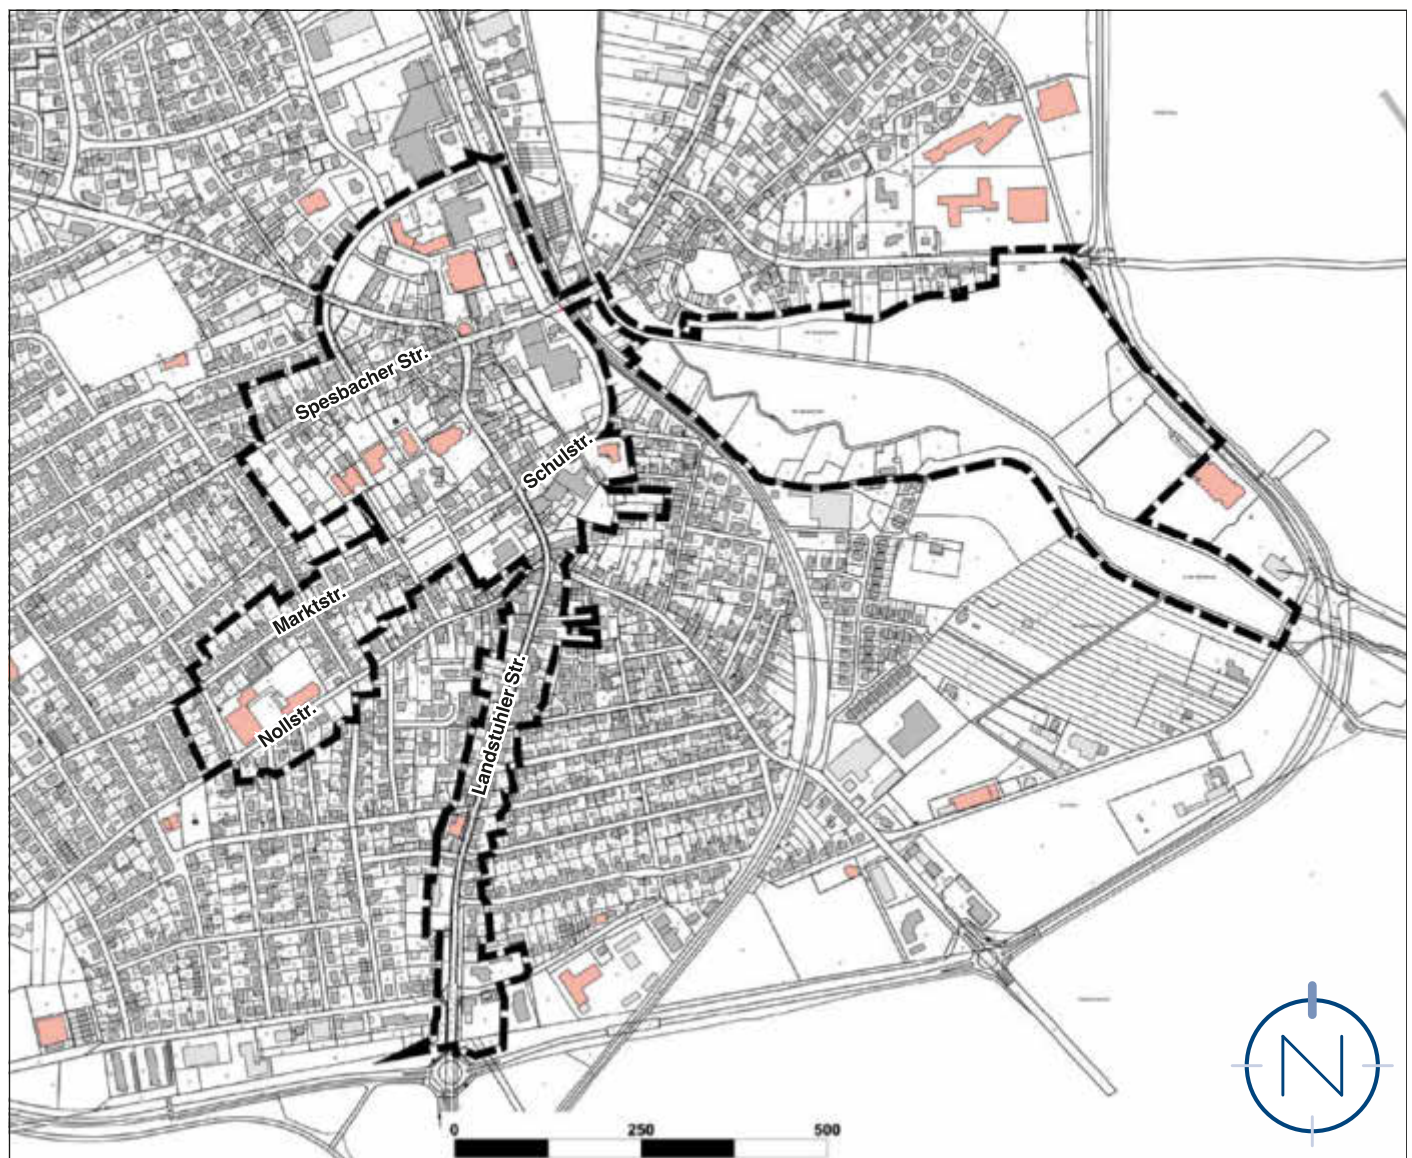 Spesbacher Str.
Schulstr.
Marktstr.
Nollstr.
Landstuhler Str.
N
0 250 500